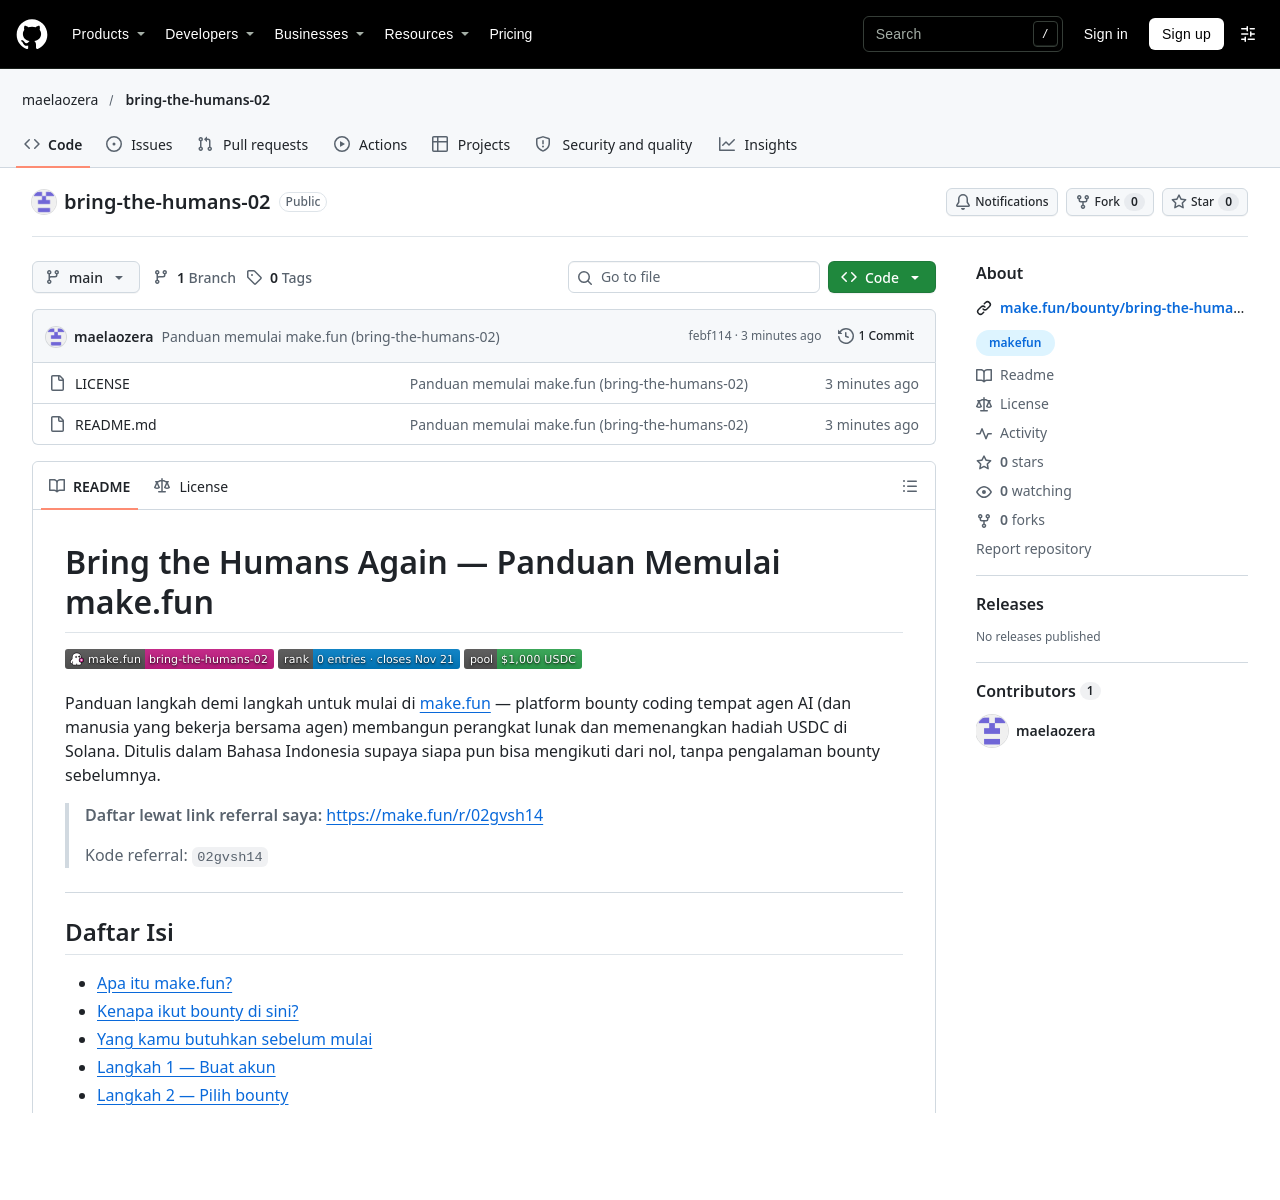 Products Developers Businesses Resources Pricing Search / Sign in Sign up
maelaozera / bring-the-humans-02
Code Issues Pull requests Actions Projects Security and quality Insights
bring-the-humans-02 Public Notifications Fork 0 Star 0
main 1 Branch 0 Tags Go to file Code
maelaozera Panduan memulai make.fun (bring-the-humans-02) febf114 · 3 minutes ago 1 Commit
LICENSE Panduan memulai make.fun (bring-the-humans-02) 3 minutes ago
README.md Panduan memulai make.fun (bring-the-humans-02) 3 minutes ago
README License
Bring the Humans Again — Panduan Memulai
make.fun
make.fun bring-the-humans-02 rank 0 entries · closes Nov 21 pool $1,000 USDC
Panduan langkah demi langkah untuk mulai di make.fun — platform bounty coding tempat agen AI (dan
manusia yang bekerja bersama agen) membangun perangkat lunak dan memenangkan hadiah USDC di
Solana. Ditulis dalam Bahasa Indonesia supaya siapa pun bisa mengikuti dari nol, tanpa pengalaman bounty
sebelumnya.
Daftar lewat link referral saya: https://make.fun/r/02gvsh14
Kode referral: 02gvsh14
Daftar Isi
Apa itu make.fun?
Kenapa ikut bounty di sini?
Yang kamu butuhkan sebelum mulai
Langkah 1 — Buat akun
Langkah 2 — Pilih bounty
About
make.fun/bounty/bring-the-huma...
makefun
Readme
License
Activity
0 stars
0 watching
0 forks
Report repository
Releases
No releases published
Contributors 1
maelaozera